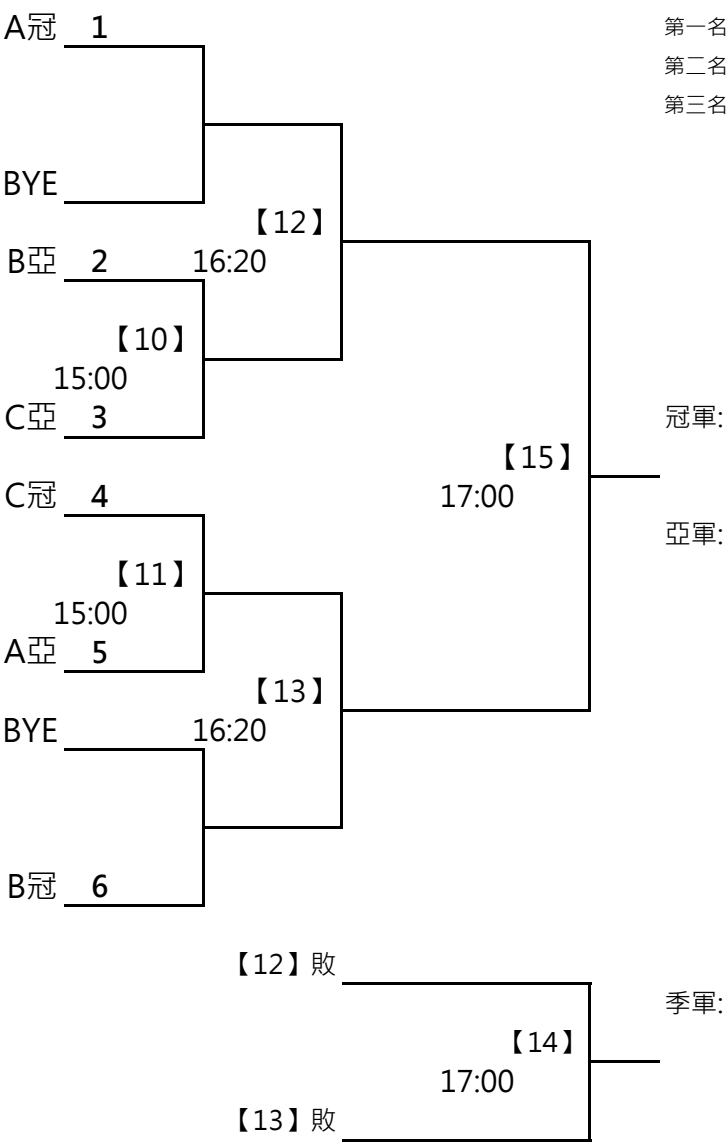 A冠 1
第一名
第二名
第三名
BYE
【12】
B亞 2 16:20
【10】
15:00
C亞 3
冠軍:
【15】
C冠 4 17:00
亞軍:
【11】
15:00
A亞 5
【13】
BYE 16:20
B冠 6
【12】敗
季軍:
【14】
17:00
【13】敗